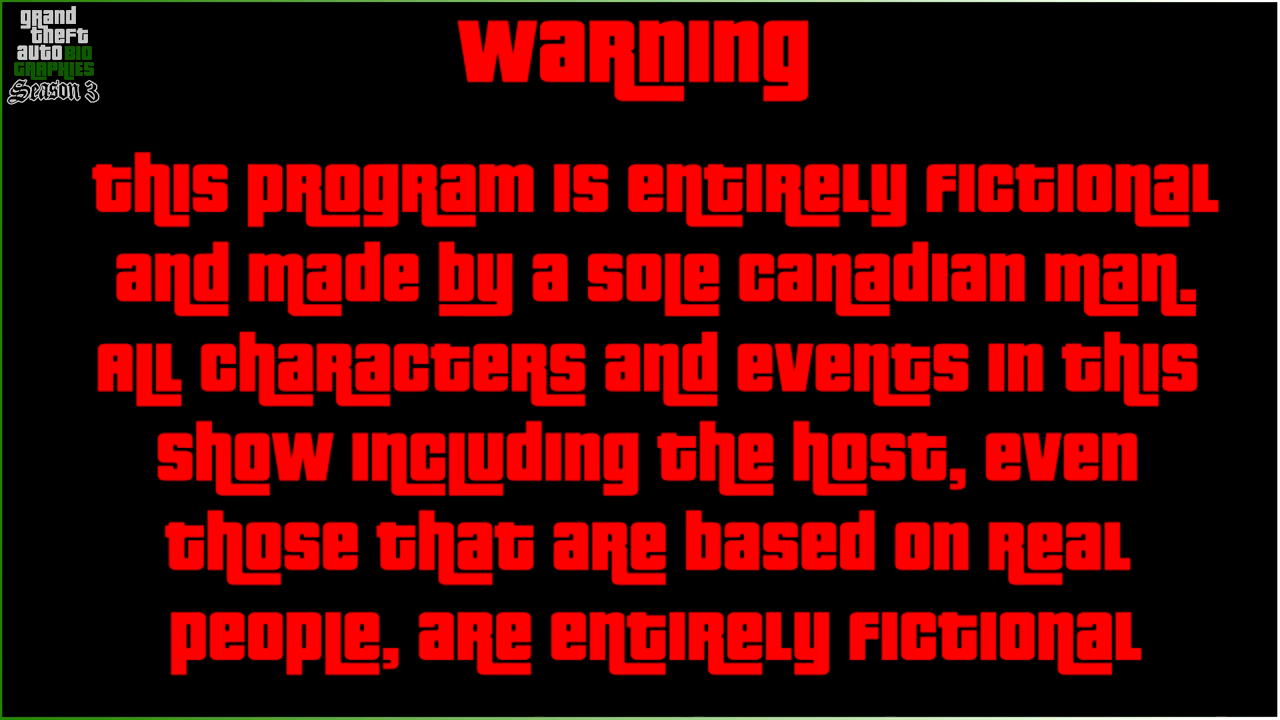 grand
theft
auto BIO
GRAPHIES
Season 3
Warning
this program is entirely fictional
and made by a sole canadian man.
All characters and events in this
show including the host, even
those that are based on real
people, are entirely fictional